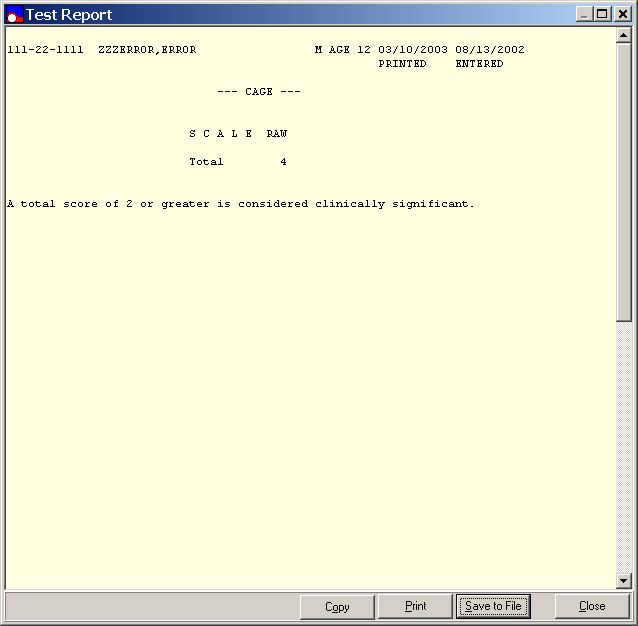 Test Report
111-22-1111 ZZZERROR,ERROR M AGE 12 03/10/2003 08/13/2002
PRINTED ENTERED
--- CAGE ---
S C A L E RAW
Total 4
A total score of 2 or greater is considered clinically significant.
Copy Print Save to File Close